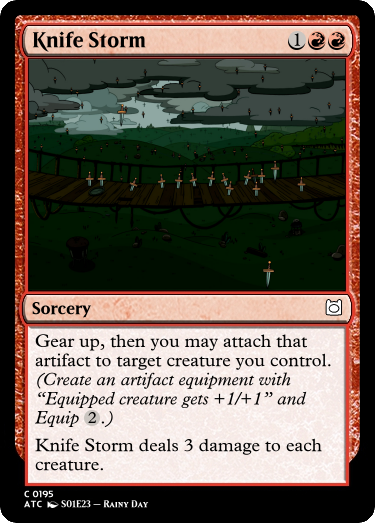 Knife Storm 1
Sorcery
Gear up, then you may attach that
artifact to target creature you control.
(Create an artifact equipment with
“Equipped creature gets +1/+1” and
Equip 2.)
Knife Storm deals 3 damage to each
creature.
C 0195
ATC S01E23 – Rainy Day